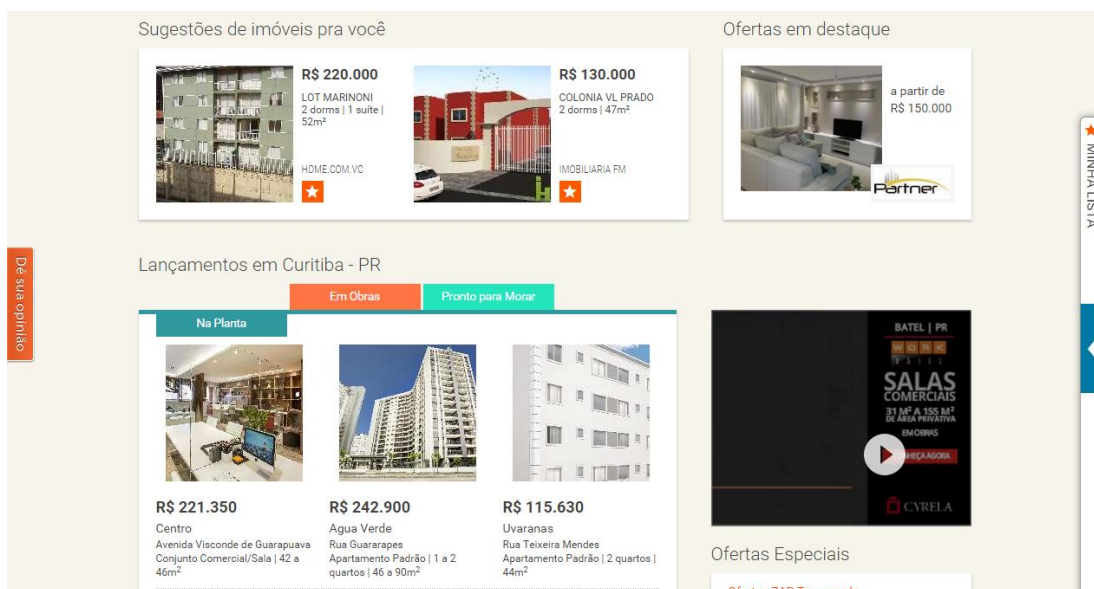 Sugestões de imóveis pra você
R$ 220.000
LOT MARINONI
2 dorms | 1 suíte |
52m²
HOME.COM.VC
R$ 130.000
COLONIA VL PRADO
2 dorms | 47m²
IMOBILIARIA FM
Ofertas em destaque
a partir de
R$ 150.000
Partner
MINHA LISTA
Dê sua opinião
Lançamentos em Curitiba - PR
Em Obras
Pronto para Morar
Na Planta
R$ 221.350
Centro
Avenida Visconde de Guarapuava
Conjunto Comercial/Sala | 42 a
46m²
R$ 242.900
Agua Verde
Rua Guararapes
Apartamento Padrão | 1 a 2
quartos | 46 a 90m²
R$ 115.630
Uvaranas
Rua Teixeira Mendes
Apartamento Padrão | 2 quartos |
44m²
BATEL | PR
WORK
BATEL
SALAS
COMERCIAIS
31 M² A 155 M²
DE ÁREA PRIVATIVA
EM OBRAS
AGORA
CYRELA
Ofertas Especiais